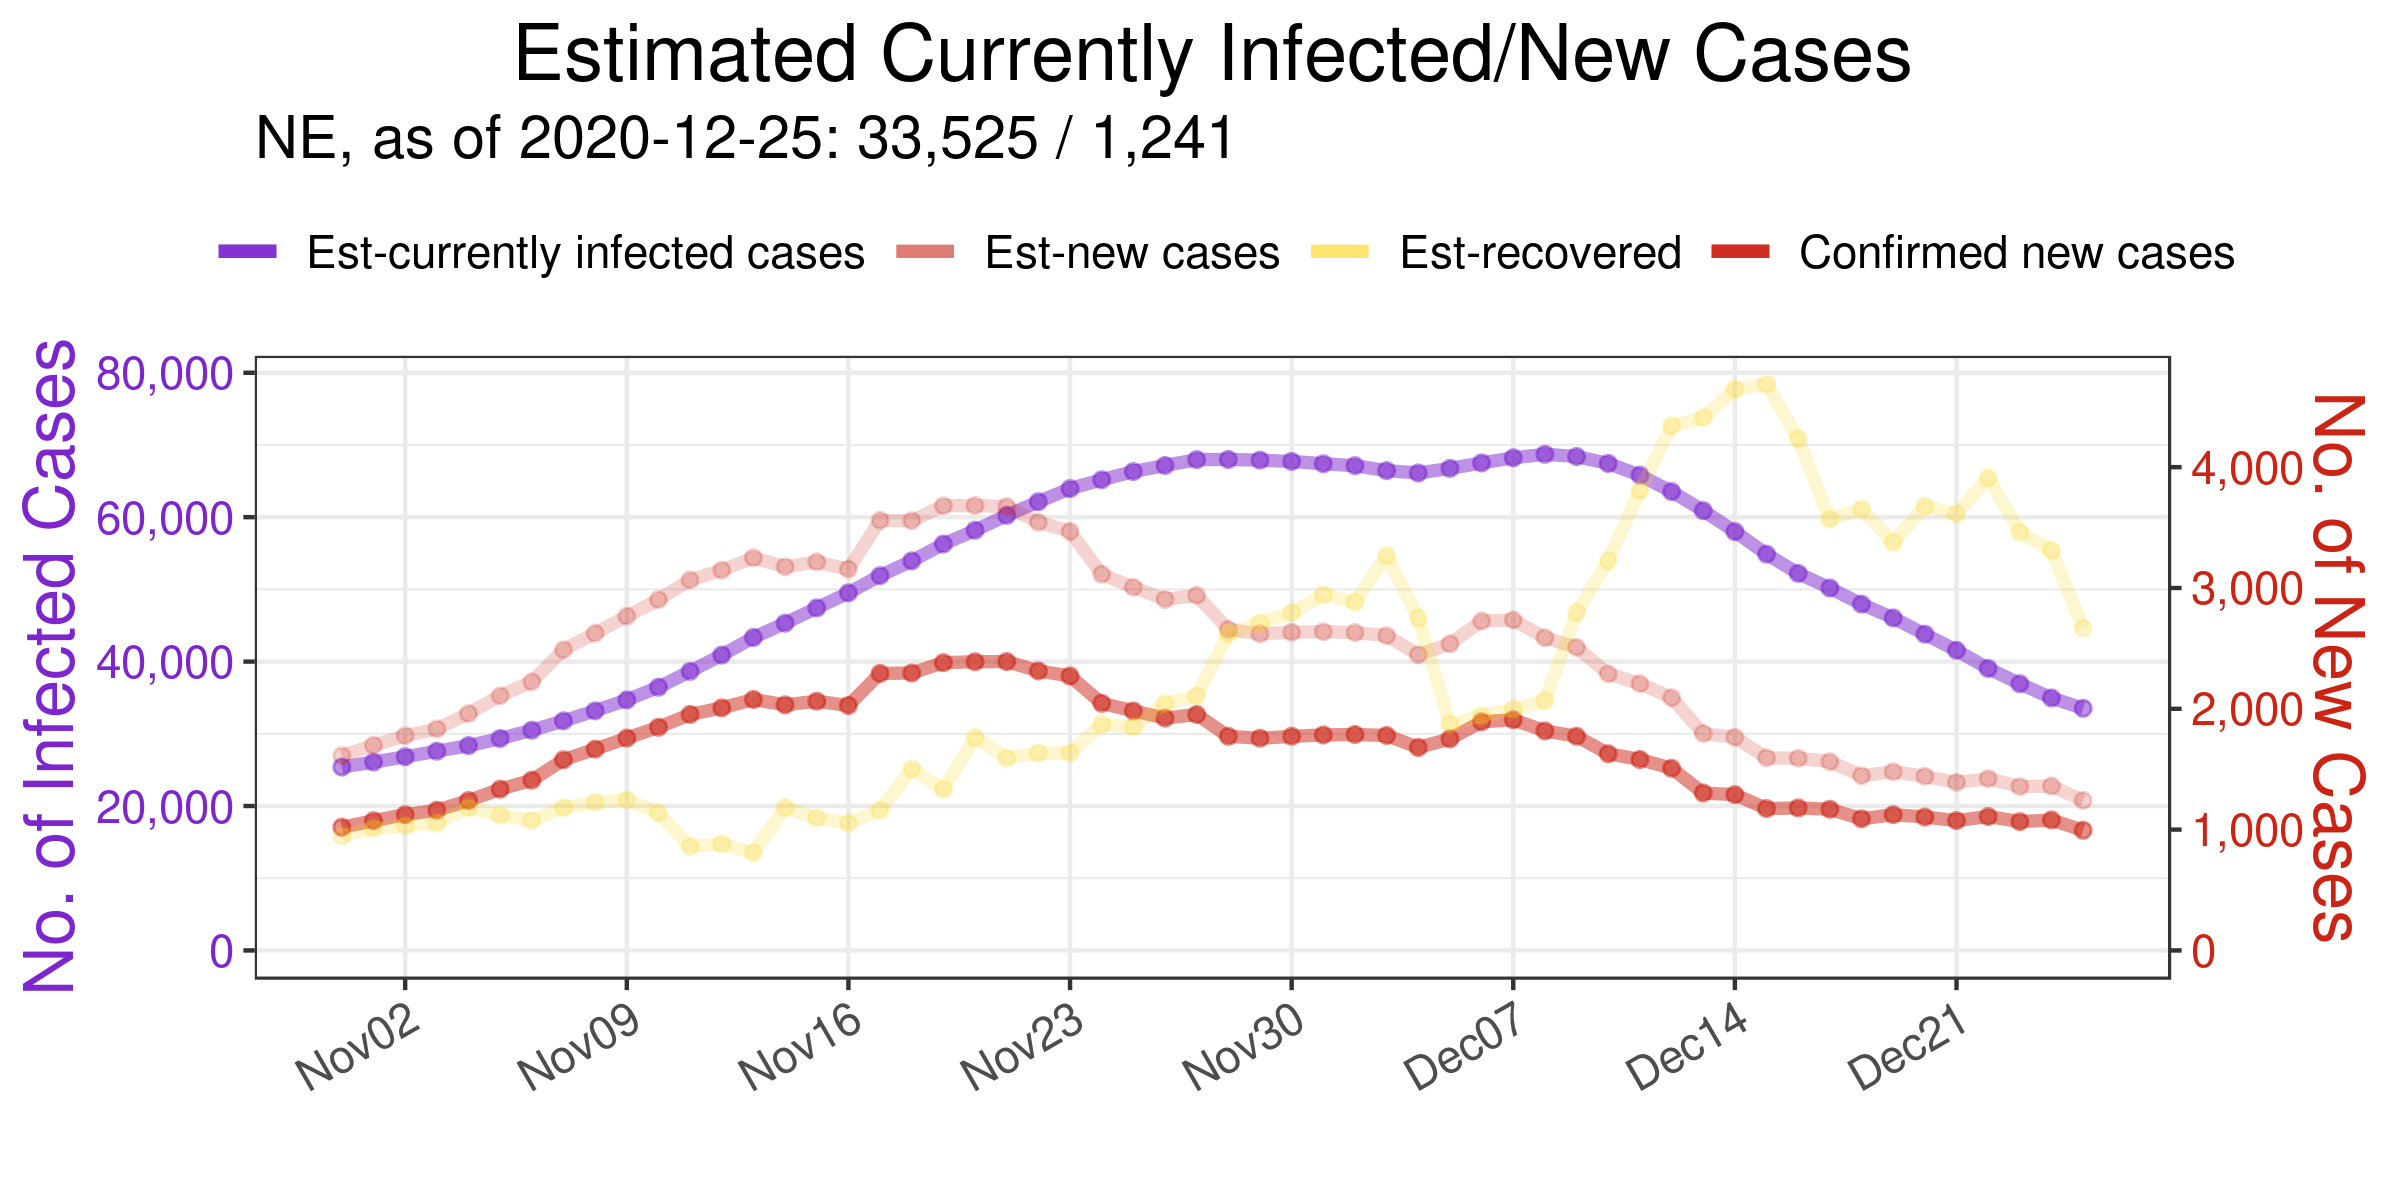 Estimated Currently Infected/New Cases
NE, as of 2020-12-25: 33,525 / 1,241
Est-currently infected cases Est-new cases Est-recovered Confirmed new cases
No. of Infected Cases
80,000
60,000
40,000
20,000
0
4,000
3,000
2,000
1,000
0
No. of New Cases
Nov02 Nov09 Nov16 Nov23 Nov30 Dec07 Dec14 Dec21